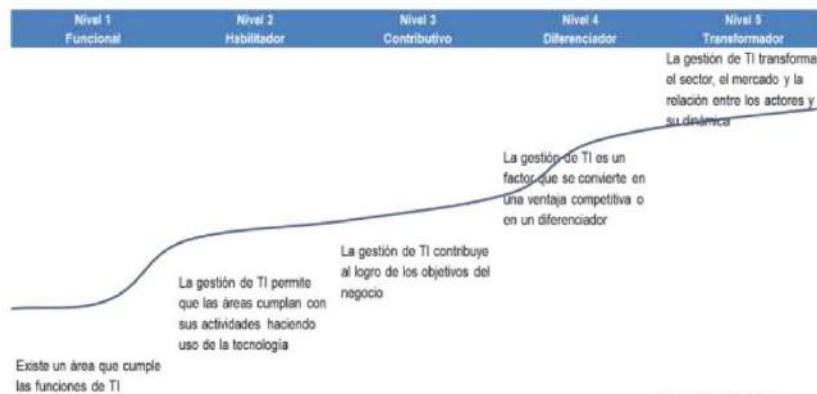 Nivel 1
Funcional
Nivel 2
Habilitador
Nivel 3
Contributivo
Nivel 4
Diferenciador
Nivel 5
Transformador
La gestión de TI transforma
el sector, el mercado y la
relación entre los actores y
su dinámica
La gestión de TI es un
factor que se convierte en
una ventaja competitiva o
en un diferenciador
La gestión de TI contribuye
al logro de los objetivos del
negocio
La gestión de TI permite
que las áreas cumplan con
sus actividades haciendo
uso de la tecnología
Existe un área que cumple
las funciones de TI